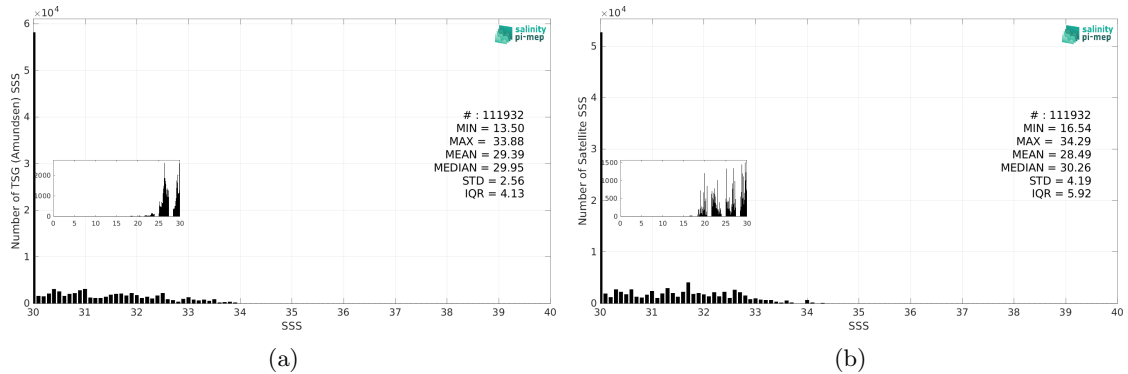 ×10⁴
6
5
4
3
2
1
0
Number of TSG (Amundsen) SSS
salinity
pi-mep
# : 111932
MIN = 13.50
MAX = 33.88
MEAN = 29.39
MEDIAN = 29.95
STD = 2.56
IQR = 4.13
2000
1000
0
0 5 10 15 20 25 30
30 31 32 33 34 35 36 37 38 39 40
SSS
(a)
×10⁴
5
4
3
2
1
0
Number of Satellite SSS
salinity
pi-mep
# : 111932
MIN = 16.54
MAX = 34.29
MEAN = 28.49
MEDIAN = 30.26
STD = 4.19
IQR = 5.92
1500
1.000
500
0
0 5 10 15 20 25 30
30 31 32 33 34 35 36 37 38 39 40
SSS
(b)